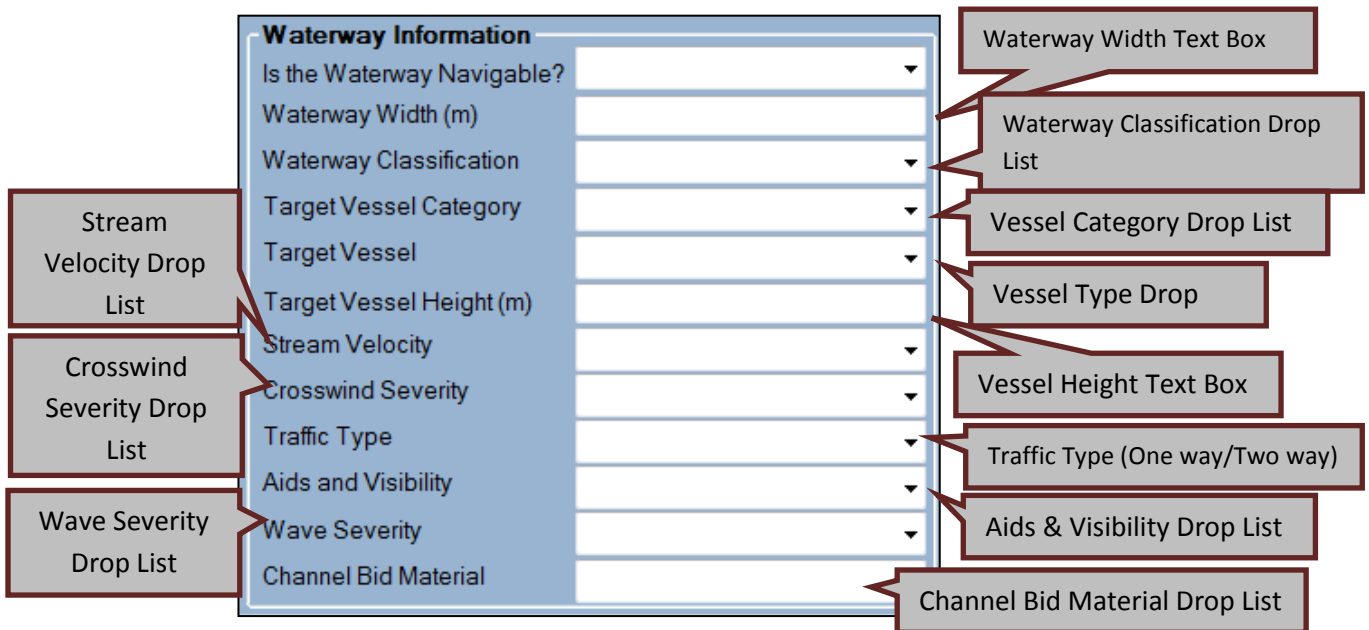 Waterway Information
Is the Waterway Navigable?
Waterway Width (m)
Waterway Classification
Target Vessel Category
Target Vessel
Target Vessel Height (m)
Stream Velocity
Crosswind Severity
Traffic Type
Aids and Visibility
Wave Severity
Channel Bid Material
Stream
Velocity Drop
List
Crosswind
Severity Drop
List
Wave Severity
Drop List
Waterway Width Text Box
Waterway Classification Drop
List
Vessel Category Drop List
Vessel Type Drop
Vessel Height Text Box
Traffic Type (One way/Two way)
Aids & Visibility Drop List
Channel Bid Material Drop List